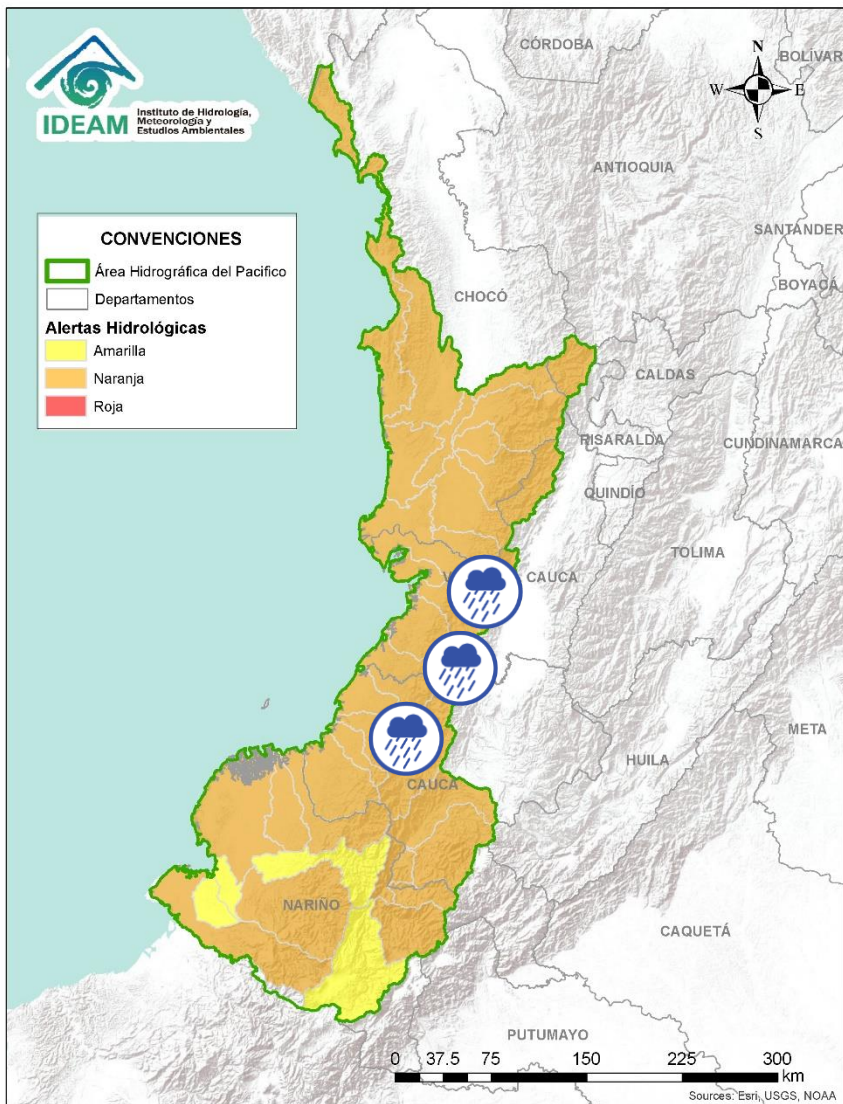 IDEAM
Instituto de Hidrología,
Meteorología y
Estudios Ambientales
CÓRDOBA
BOLÍVAR
N
W
E
S
ANTIOQUIA
SANTANDER
BOYACÁ
CONVENCIONES
Área Hidrográfica del Pacifico
Departamentos
Alertas Hidrológicas
Amarilla
Naranja
Roja
CHOCÓ
CALDAS
RISARALDA
CUNDINAMARCA
QUINDÍO
TOLIMA
CAUCA
META
HUILA
CAUCA
NARIÑO
CAQUETÁ
PUTUMAYO
0 37.5 75 150 225 300
km
Sources: Esri, USGS, NOAA